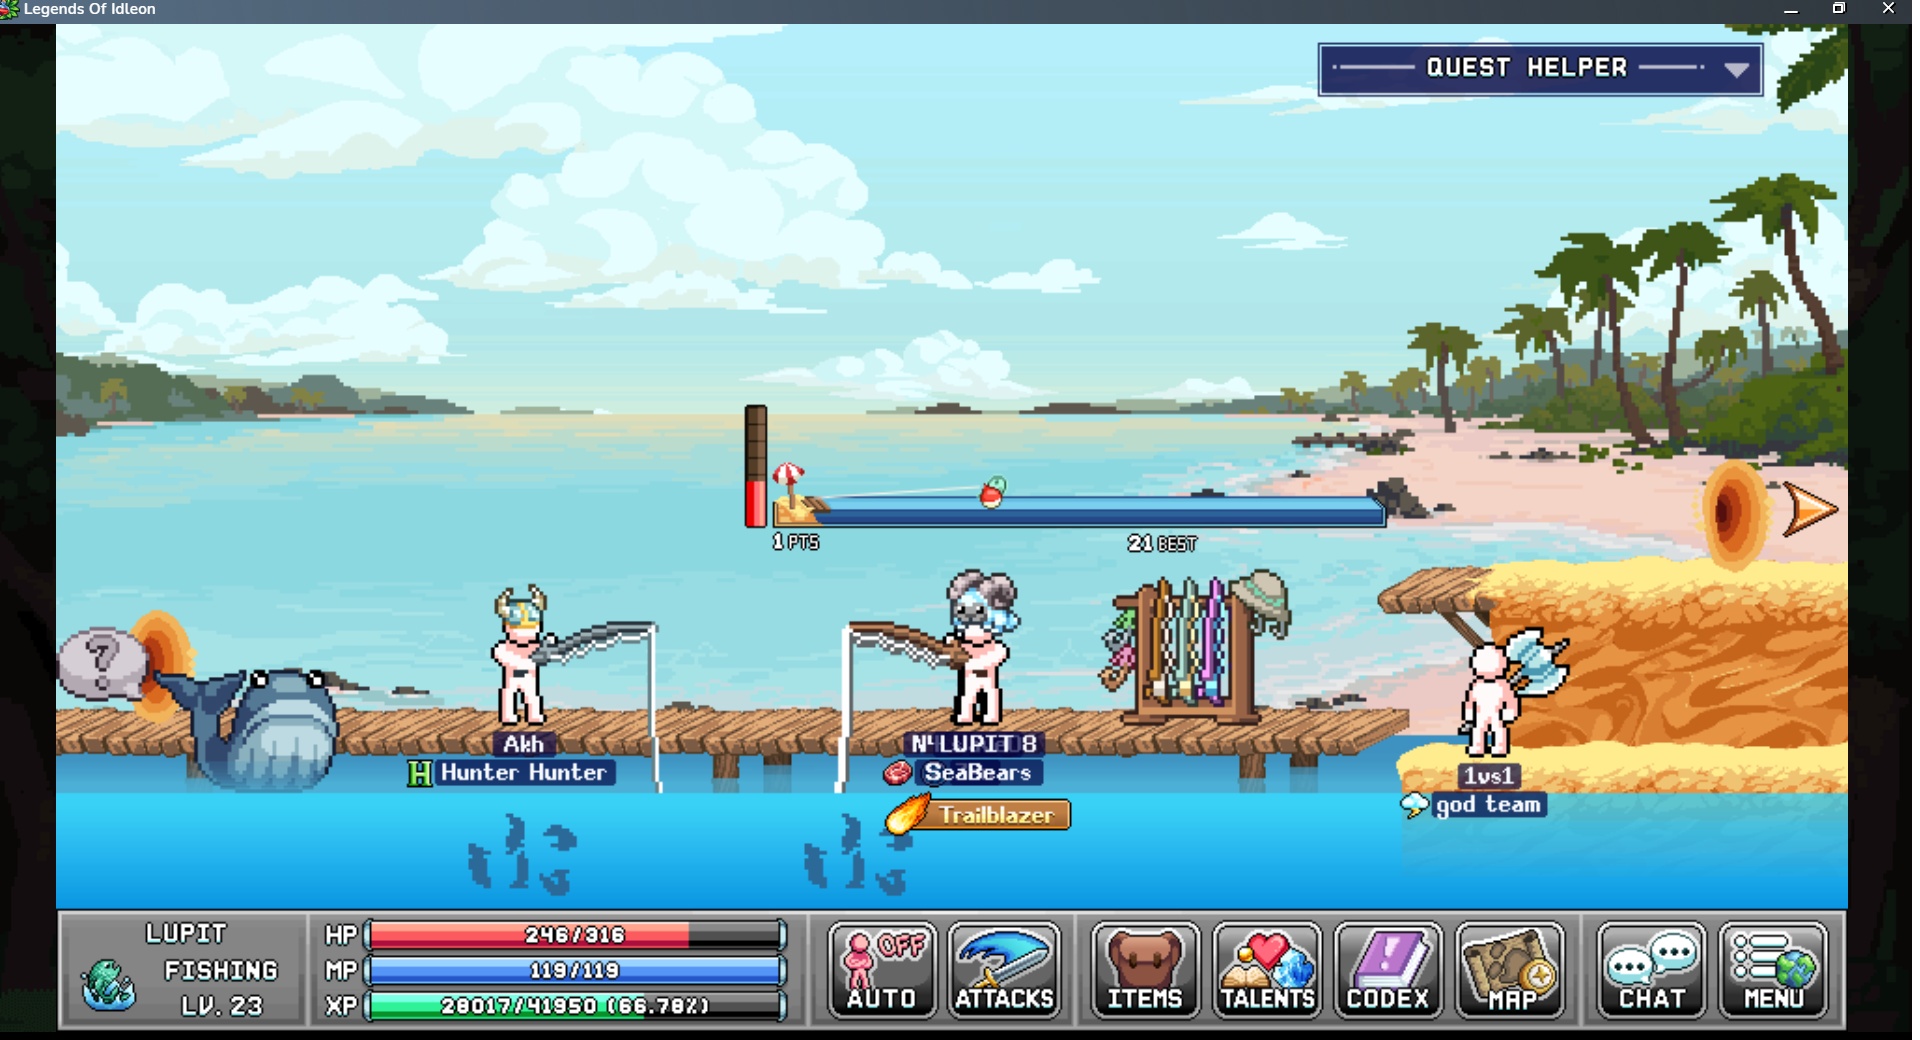 Legends Of Idleon
QUEST HELPER
1 PTS
21 BEST
Akh
Hunter Hunter
LUPIT 8
SeaBears
Trailblazer
1vs1
god team
LUPIT
FISHING
LV. 23
HP
246/316
MP
119/119
XP
28017/41950 (66.78%)
OFF
AUTO
ATTACKS
ITEMS
TALENTS
CODEX
MAP
CHAT
MENU